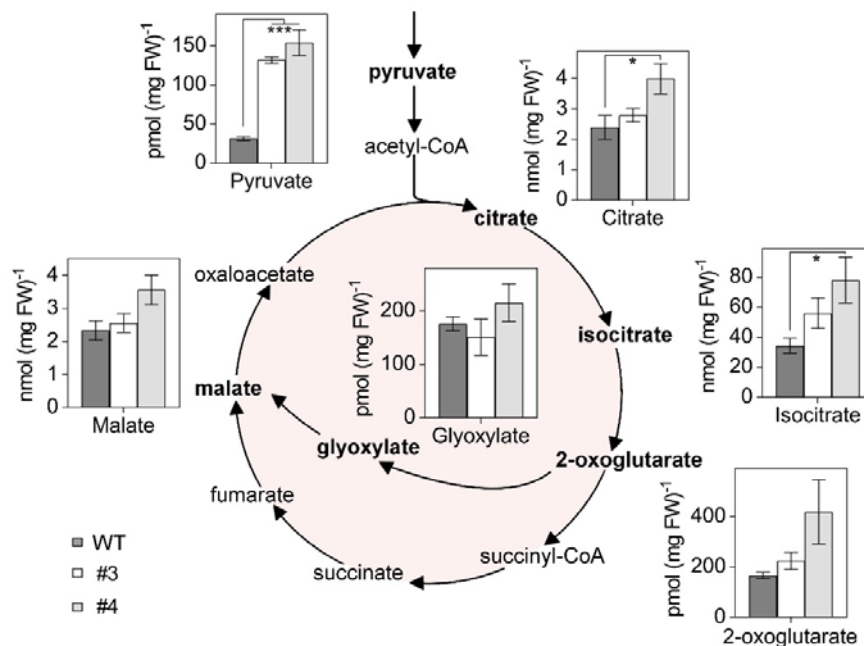 ***
150
100
50
0
pmol (mg FW)-1
Pyruvate
pyruvate
acetyl-CoA
*
4
3
2
1
0
nmol (mg FW)-1
Citrate
citrate
oxaloacetate
4
3
2
1
0
nmol (mg FW)-1
Malate
200
100
0
pmol (mg FW)-1
Glyoxylate
*
80
60
40
20
0
nmol (mg FW)-1
Isocitrate
isocitrate
malate
glyoxylate
2-oxoglutarate
fumarate
succinate
succinyl-CoA
400
200
0
pmol (mg FW)-1
2-oxoglutarate
WT
#3
#4